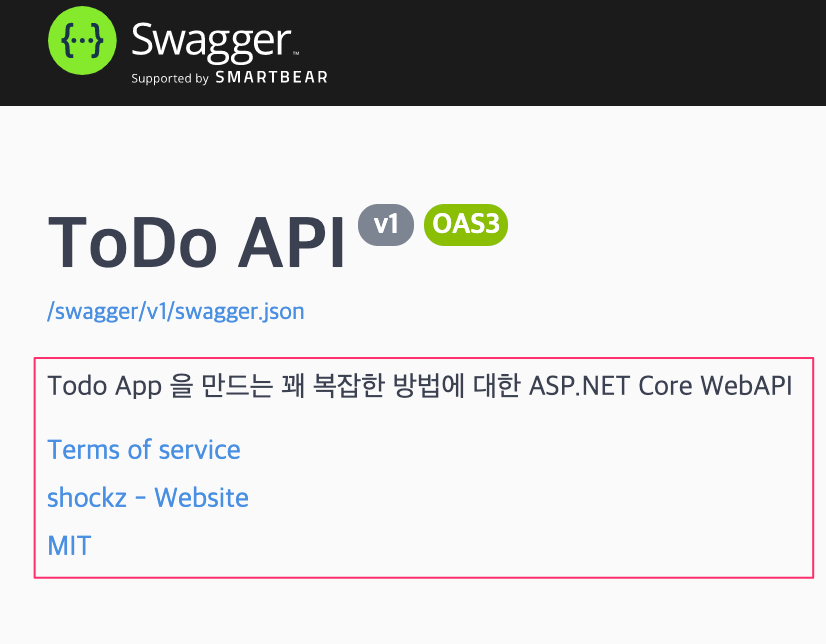 {...} Swagger™
Supported by SMARTBEAR
ToDo API v1 OAS3
/swagger/v1/swagger.json
Todo App 을 만드는 꽤 복잡한 방법에 대한 ASP.NET Core WebAPI
Terms of service
shockz - Website
MIT